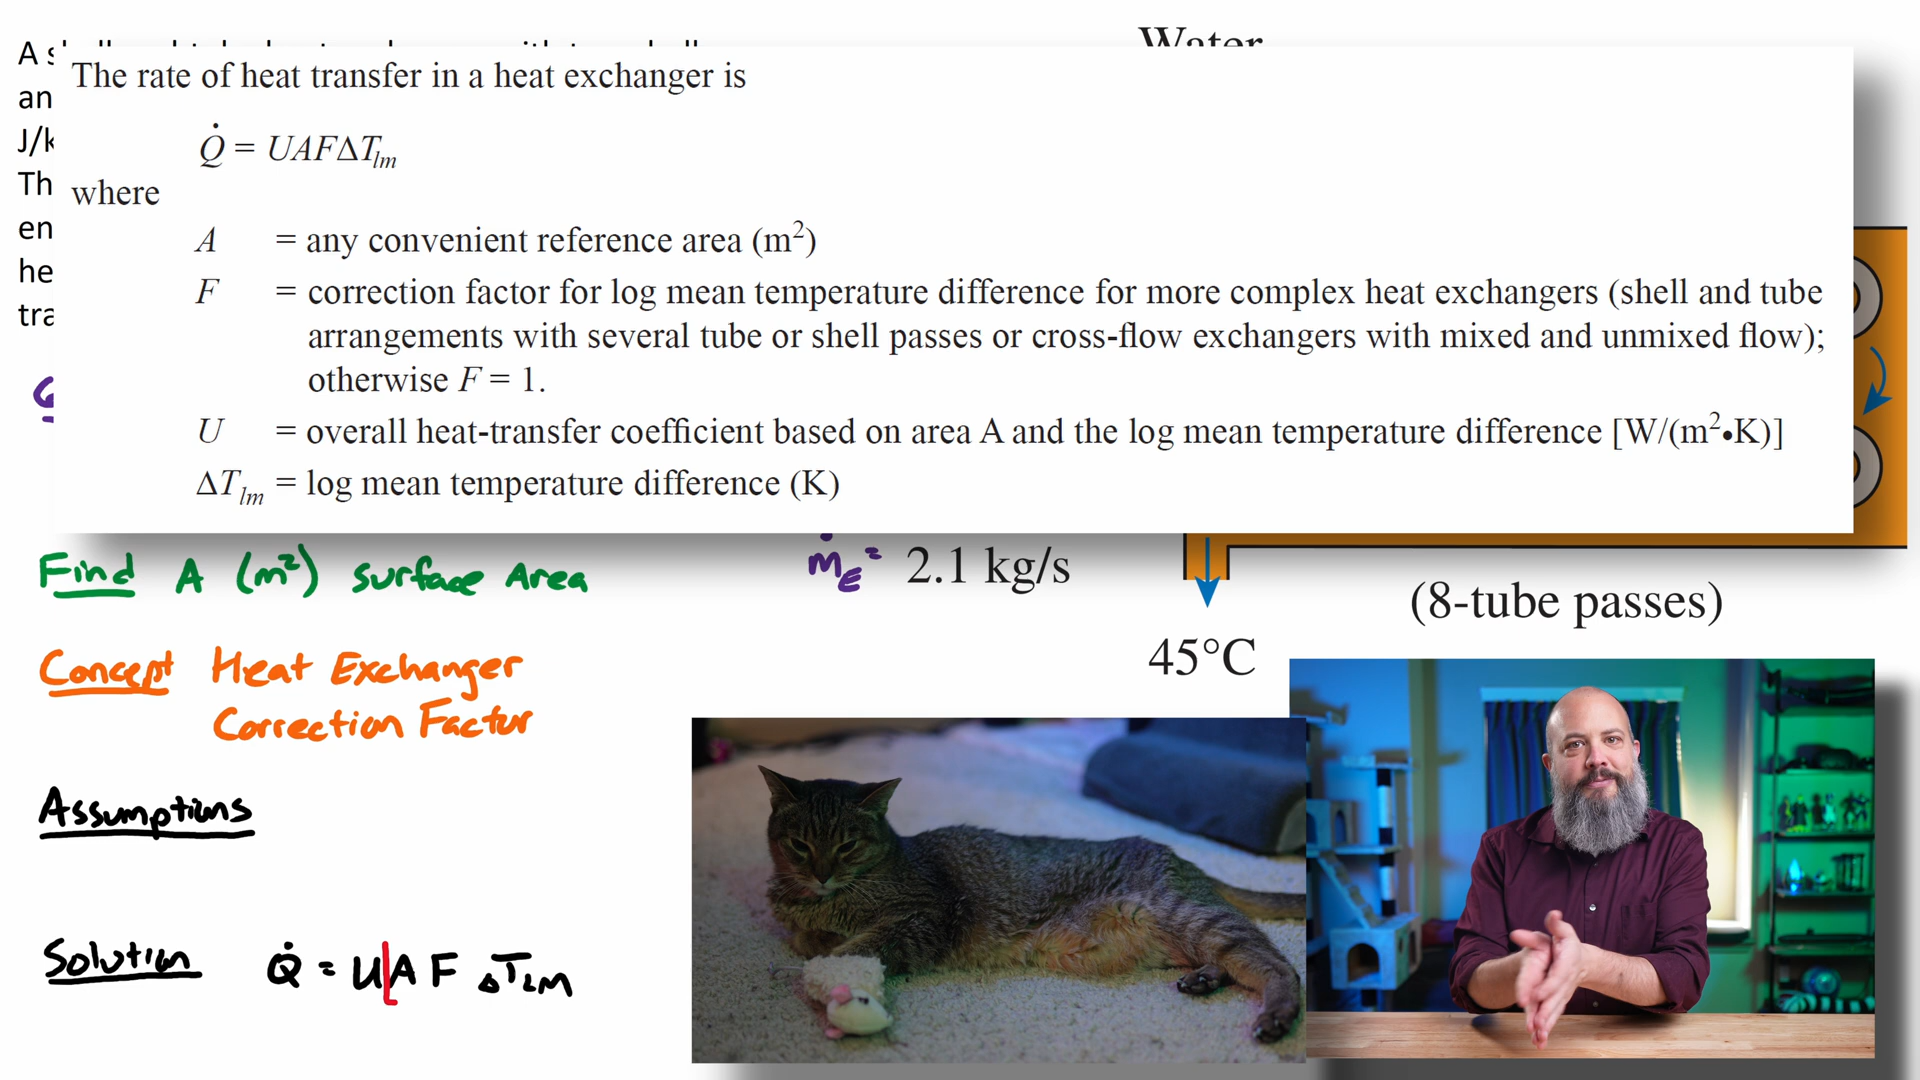 Water
The rate of heat transfer in a heat exchanger is
Q̇ = UAFΔT_lm
where
A = any convenient reference area (m²)
F = correction factor for log mean temperature difference for more complex heat exchangers (shell and tube
arrangements with several tube or shell passes or cross-flow exchangers with mixed and unmixed flow);
otherwise F = 1.
U = overall heat-transfer coefficient based on area A and the log mean temperature difference [W/(m²•K)]
ΔT_lm = log mean temperature difference (K)
Find A (m²) Surface Area
ṁ_E = 2.1 kg/s
(8-tube passes)
45°C
Concept Heat Exchanger
Correction Factor
Assumptions
Solution Q̇ = UAF ΔT_LM